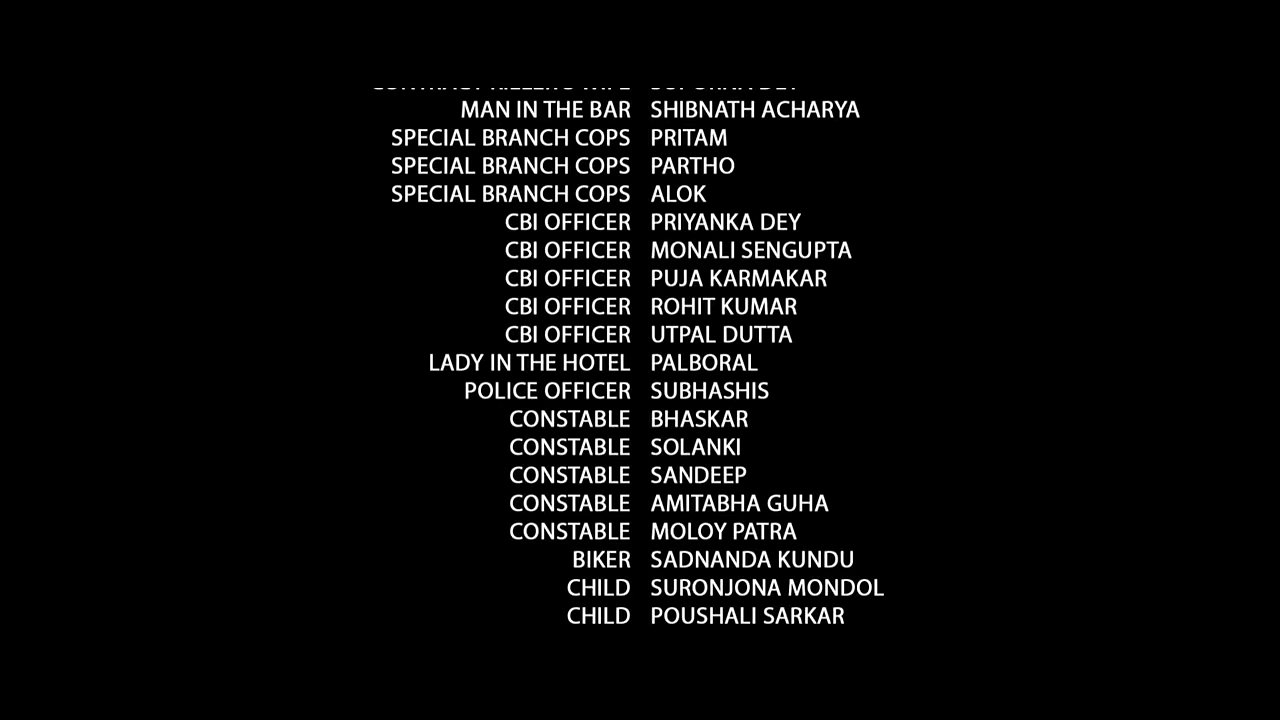 MAN IN THE BAR SHIBNATH ACHARYA
SPECIAL BRANCH COPS PRITAM
SPECIAL BRANCH COPS PARTHO
SPECIAL BRANCH COPS ALOK
CBI OFFICER PRIYANKA DEY
CBI OFFICER MONALI SENGUPTA
CBI OFFICER PUJA KARMAKAR
CBI OFFICER ROHIT KUMAR
CBI OFFICER UTPAL DUTTA
LADY IN THE HOTEL PALBORAL
POLICE OFFICER SUBHASHIS
CONSTABLE BHASKAR
CONSTABLE SOLANKI
CONSTABLE SANDEEP
CONSTABLE AMITABHA GUHA
CONSTABLE MOLOY PATRA
BIKER SADNANDA KUNDU
CHILD SURONJONA MONDOL
CHILD POUSHALI SARKAR